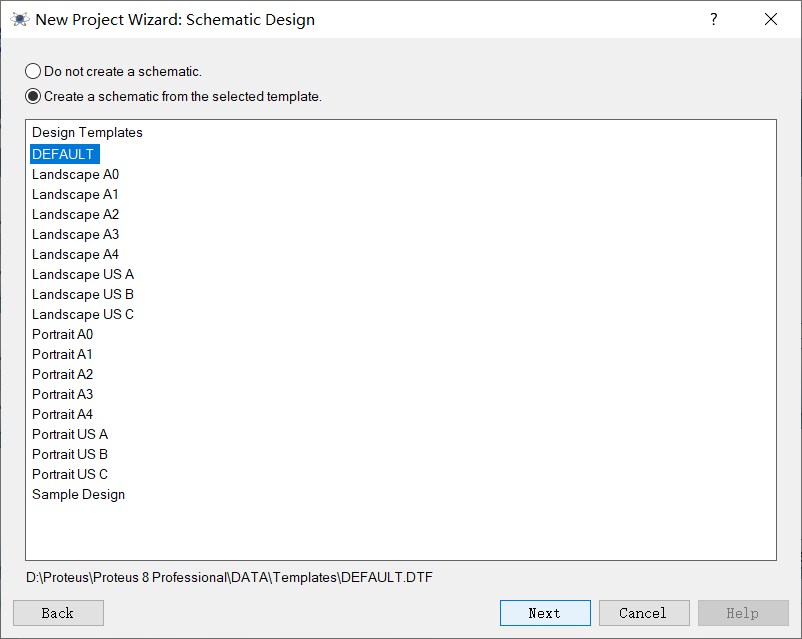 New Project Wizard: Schematic Design
?
Do not create a schematic.
Create a schematic from the selected template.
Design Templates
DEFAULT
Landscape A0
Landscape A1
Landscape A2
Landscape A3
Landscape A4
Landscape US A
Landscape US B
Landscape US C
Portrait A0
Portrait A1
Portrait A2
Portrait A3
Portrait A4
Portrait US A
Portrait US B
Portrait US C
Sample Design
D:\Proteus\Proteus 8 Professional\DATA\Templates\DEFAULT.DTF
Back Next Cancel Help